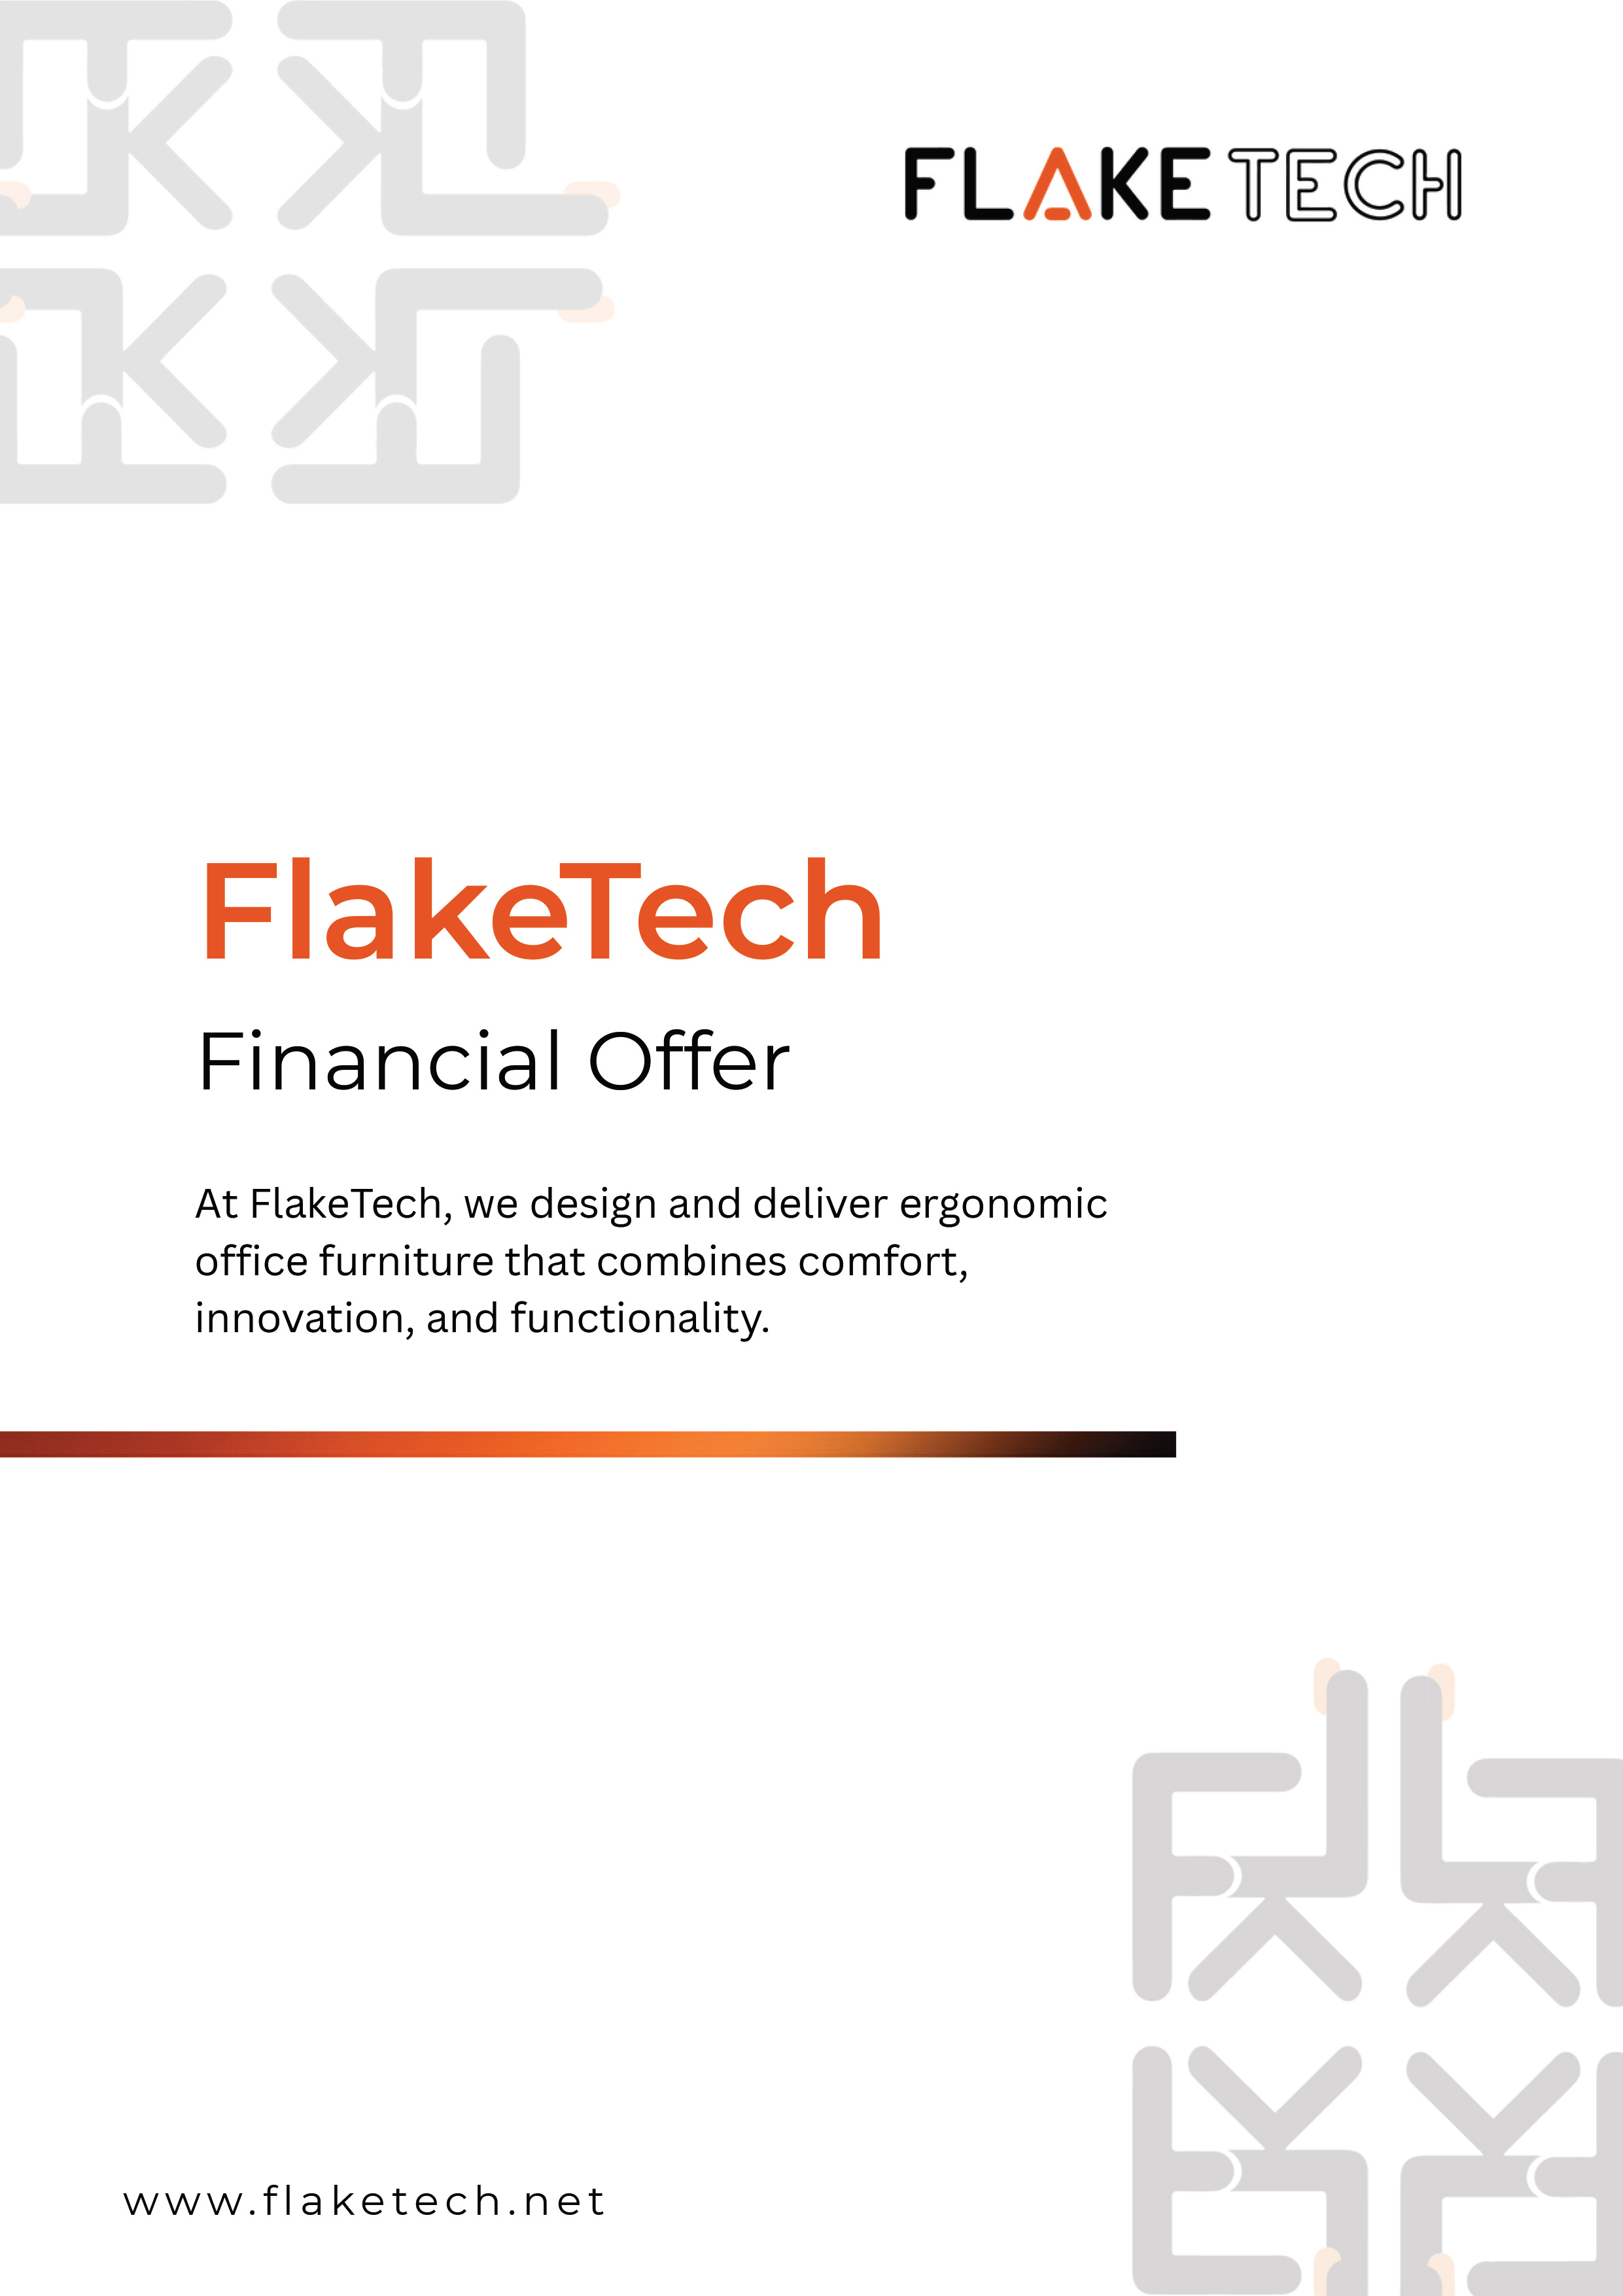 FLAKE TECH
FlakeTech
Financial Offer
At FlakeTech, we design and deliver ergonomic
office furniture that combines comfort,
innovation, and functionality.
www.flaketech.net